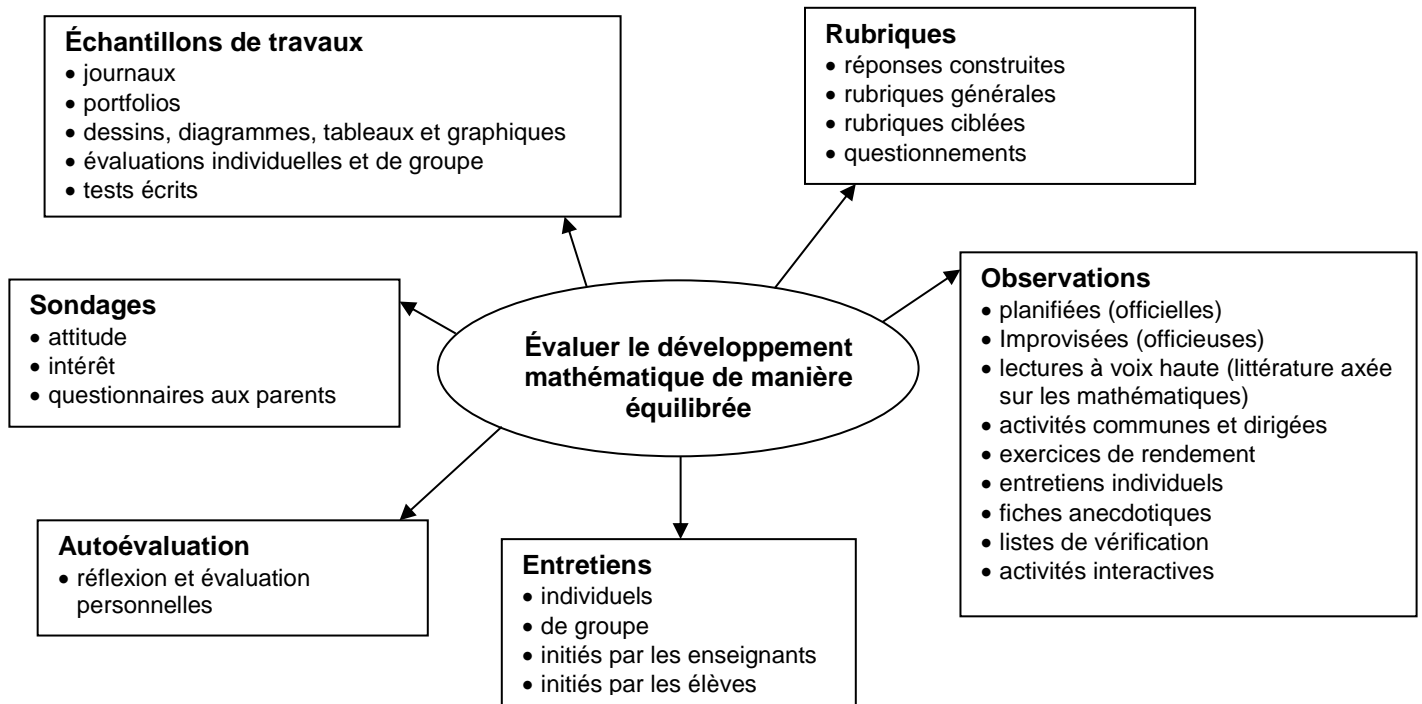 Échantillons de travaux
• journaux
• portfolios
• dessins, diagrammes, tableaux et graphiques
• évaluations individuelles et de groupe
• tests écrits
Rubriques
• réponses construites
• rubriques générales
• rubriques ciblées
• questionnements
Sondages
• attitude
• intérêt
• questionnaires aux parents
Évaluer le développement
mathématique de manière
équilibrée
Observations
• planifiées (officielles)
• Improvisées (officieuses)
• lectures à voix haute (littérature axée
sur les mathématiques)
• activités communes et dirigées
• exercices de rendement
• entretiens individuels
• fiches anecdotiques
• listes de vérification
• activités interactives
Autoévaluation
• réflexion et évaluation
personnelles
Entretiens
• individuels
• de groupe
• initiés par les enseignants
• initiés par les élèves